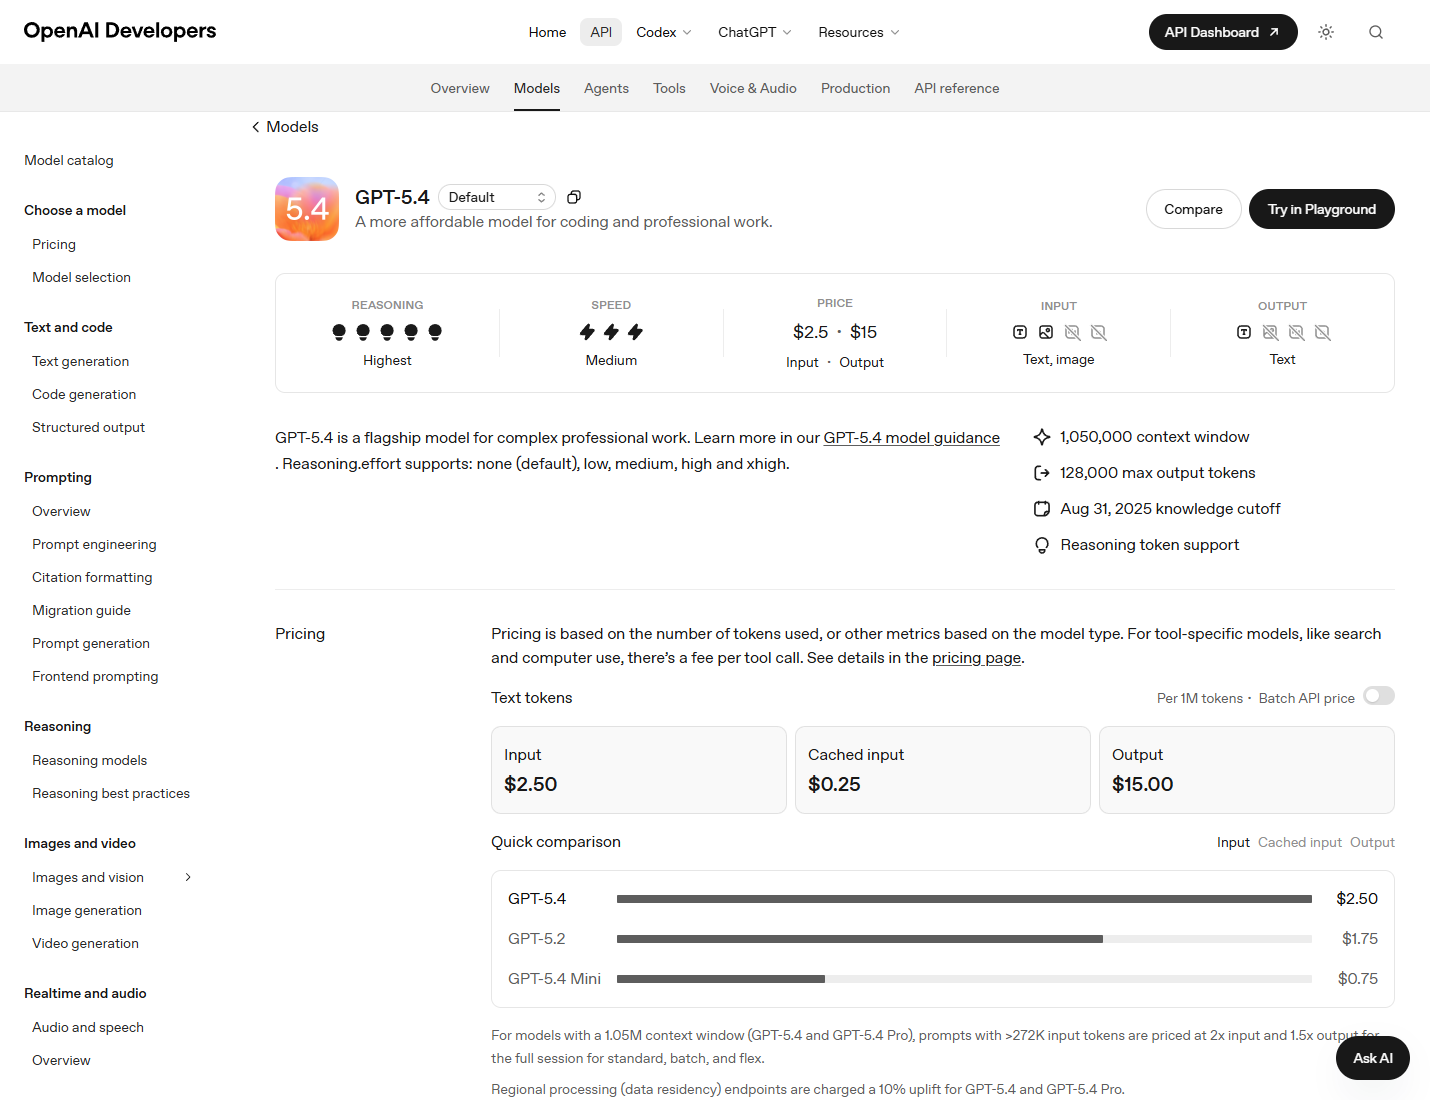 OpenAI Developers
Home API Codex ChatGPT Resources
API Dashboard
Overview Models Agents Tools Voice & Audio Production API reference
Models
Model catalog
Choose a model
Pricing
Model selection
Text and code
Text generation
Code generation
Structured output
Prompting
Overview
Prompt engineering
Citation formatting
Migration guide
Prompt generation
Frontend prompting
Reasoning
Reasoning models
Reasoning best practices
Images and video
Images and vision
Image generation
Video generation
Realtime and audio
Audio and speech
Overview
5.4
GPT-5.4 Default
A more affordable model for coding and professional work.
Compare Try in Playground
REASONING
Highest
SPEED
Medium
PRICE
$2.5 • $15
Input • Output
INPUT
Text, image
OUTPUT
Text
GPT-5.4 is a flagship model for complex professional work. Learn more in our GPT-5.4 model guidance
. Reasoning.effort supports: none (default), low, medium, high and xhigh.
1,050,000 context window
128,000 max output tokens
Aug 31, 2025 knowledge cutoff
Reasoning token support
Pricing
Pricing is based on the number of tokens used, or other metrics based on the model type. For tool-specific models, like search
and computer use, there's a fee per tool call. See details in the pricing page.
Text tokens
Per 1M tokens • Batch API price
Input
$2.50
Cached input
$0.25
Output
$15.00
Quick comparison
Input Cached input Output
GPT-5.4 $2.50
GPT-5.2 $1.75
GPT-5.4 Mini $0.75
For models with a 1.05M context window (GPT-5.4 and GPT-5.4 Pro), prompts with >272K input tokens are priced at 2x input and 1.5x output for
the full session for standard, batch, and flex.
Regional processing (data residency) endpoints are charged a 10% uplift for GPT-5.4 and GPT-5.4 Pro.
Ask AI